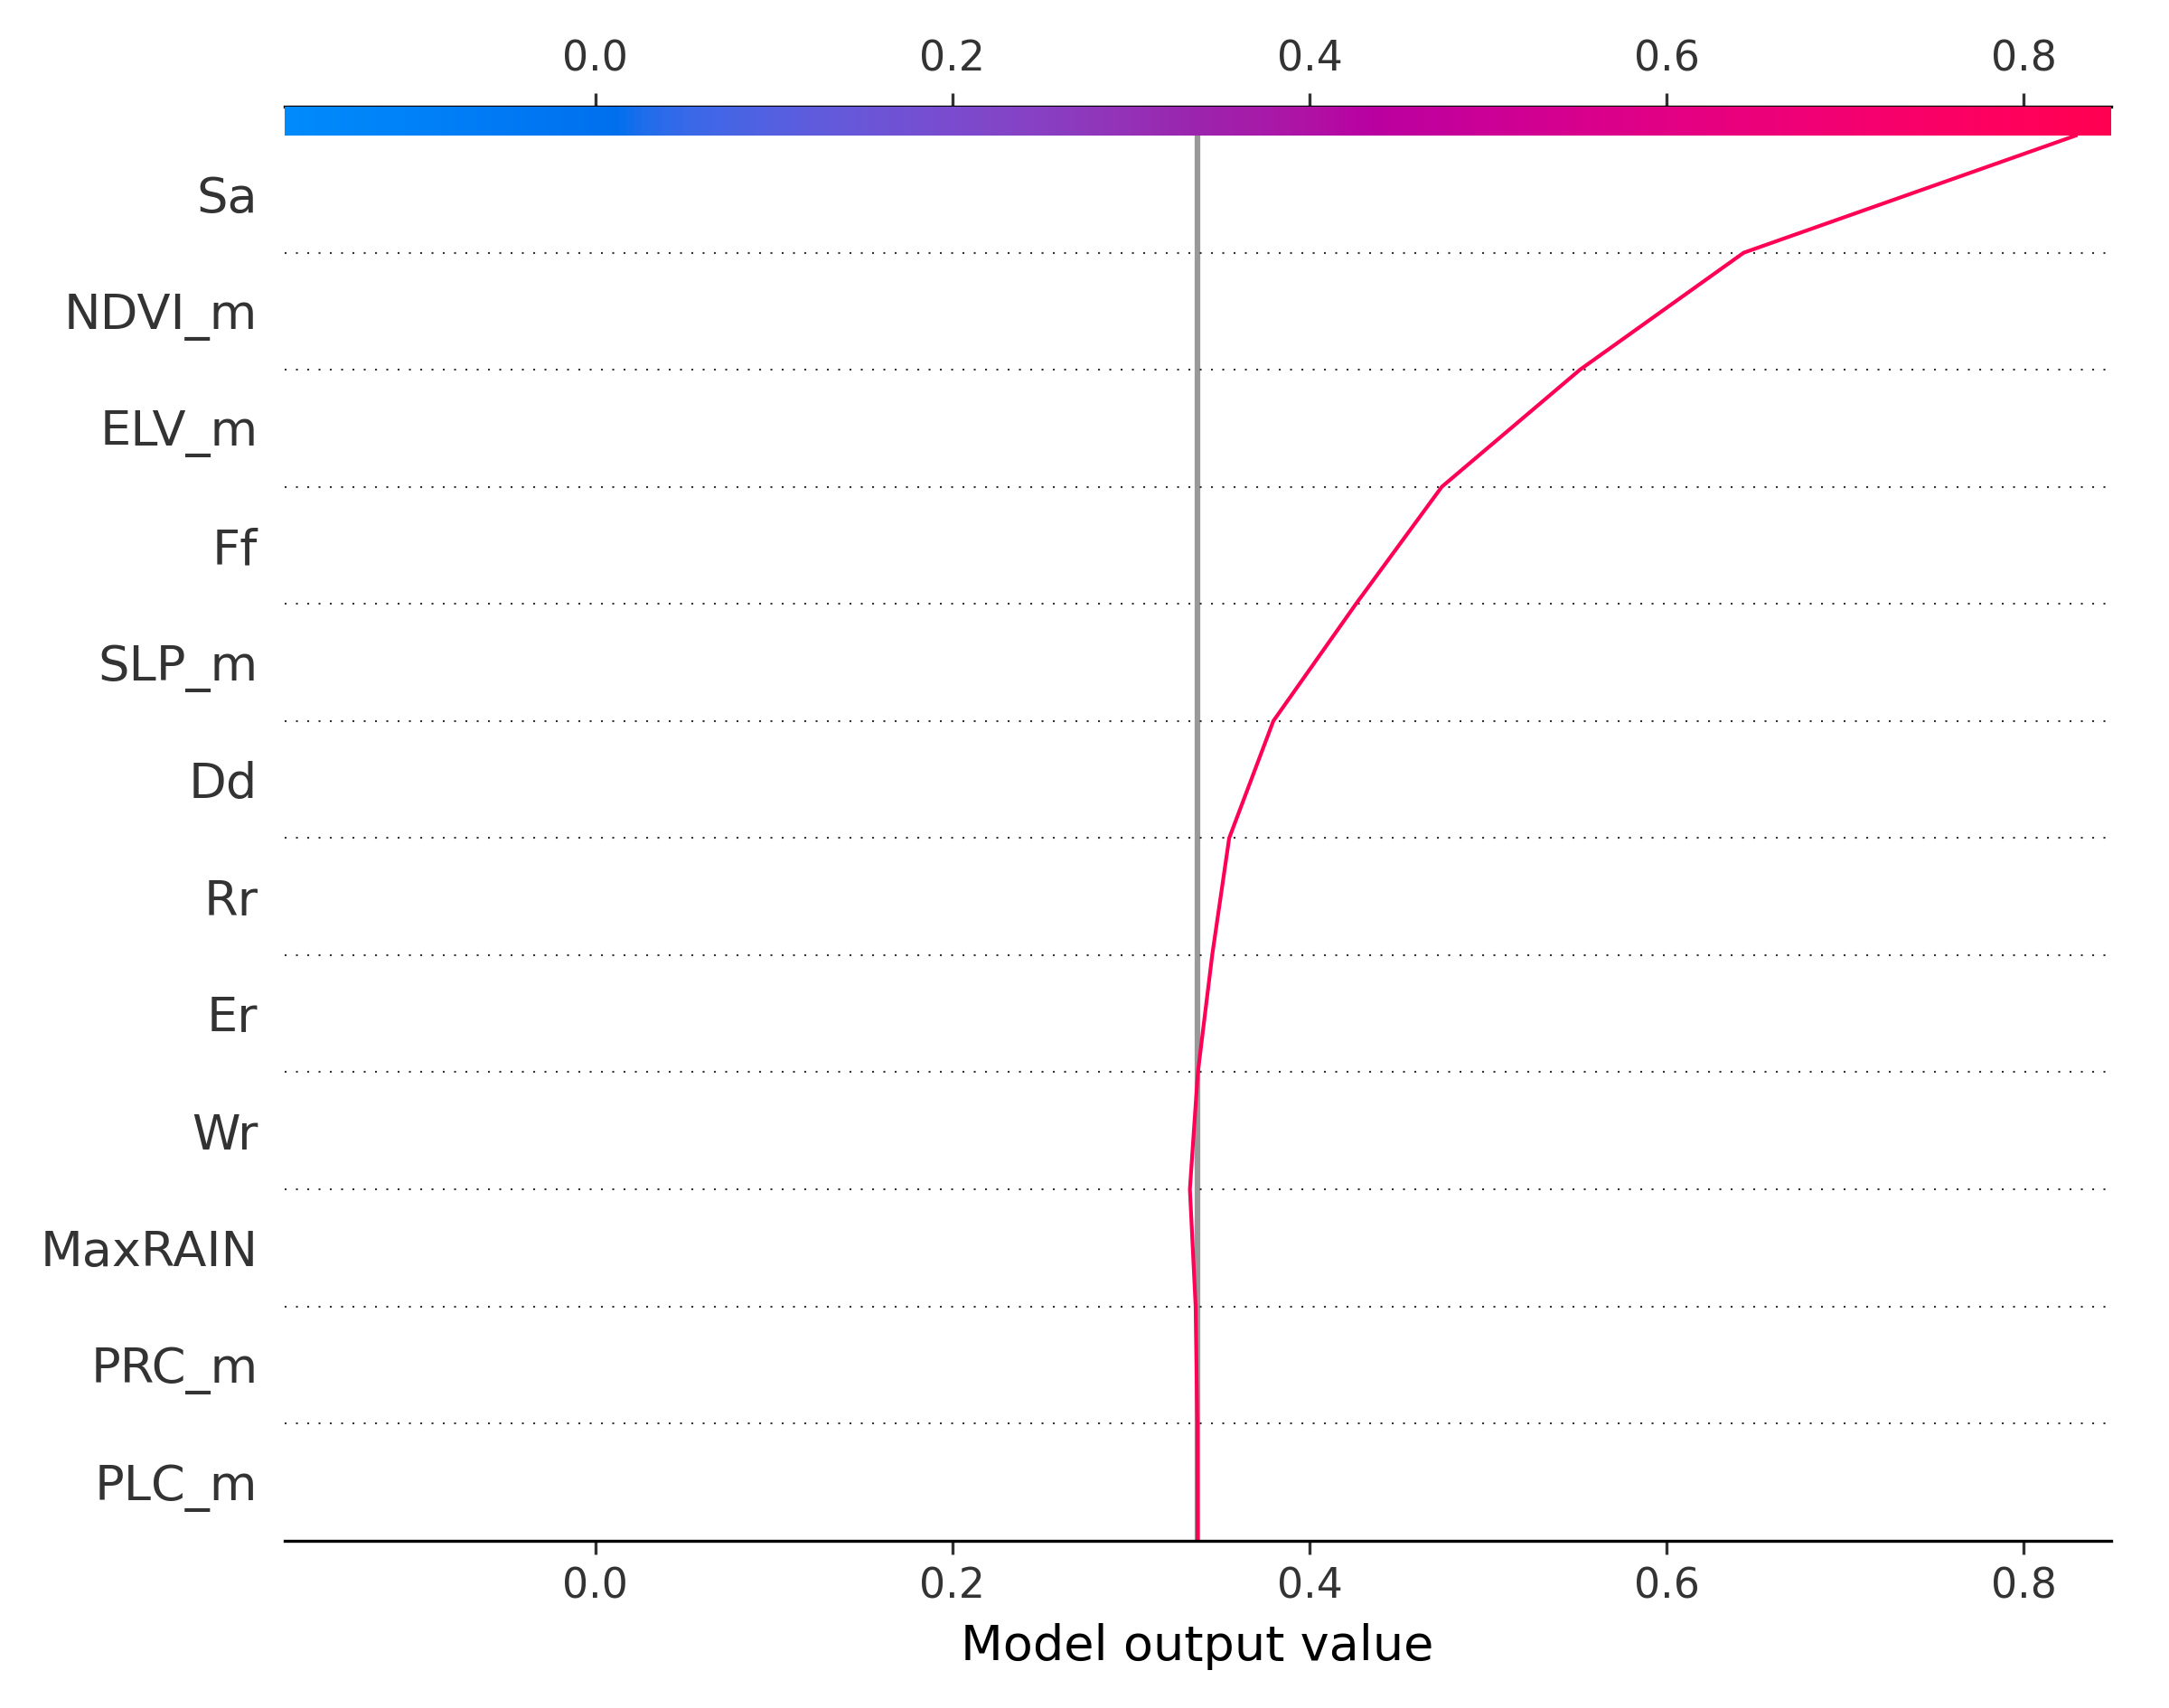 0.0 0.2 0.4 0.6 0.8
Sa
NDVI_m
ELV_m
Ff
SLP_m
Dd
Rr
Er
Wr
MaxRAIN
PRC_m
PLC_m
0.0 0.2 0.4 0.6 0.8
Model output value